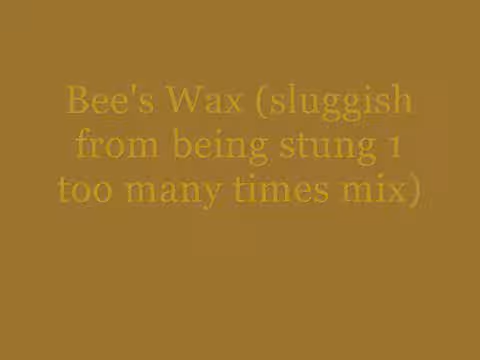 Bee's Wax (sluggish
from being stung 1
too many times mix)